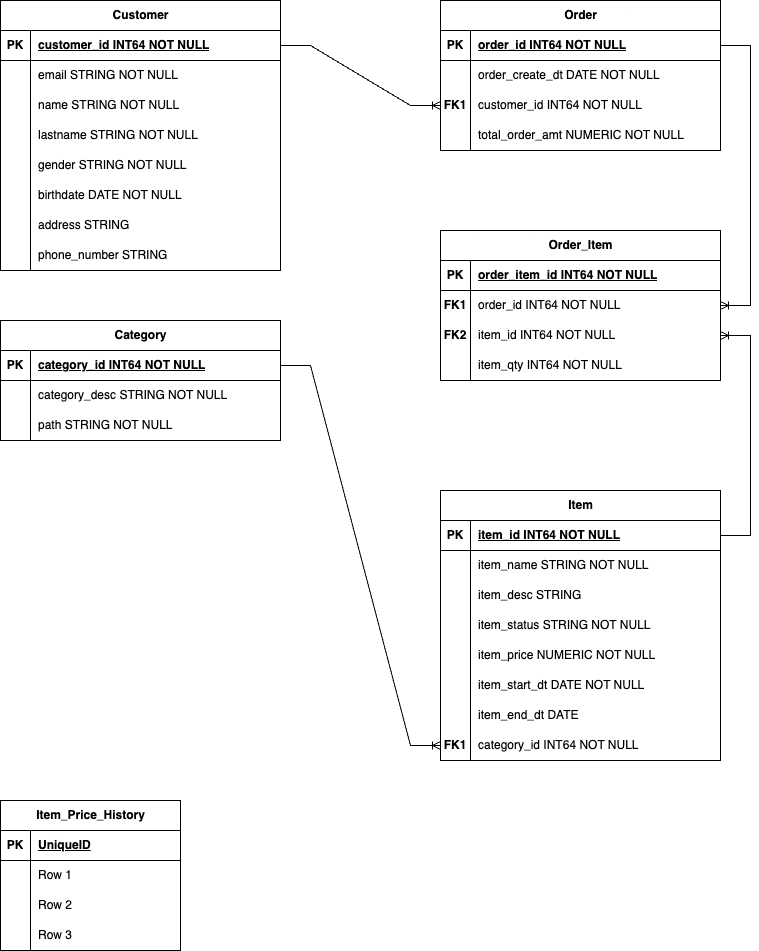 Customer
PK customer_id INT64 NOT NULL
email STRING NOT NULL
name STRING NOT NULL
lastname STRING NOT NULL
gender STRING NOT NULL
birthdate DATE NOT NULL
address STRING
phone_number STRING
Order
PK order_id INT64 NOT NULL
order_create_dt DATE NOT NULL
FK1 customer_id INT64 NOT NULL
total_order_amt NUMERIC NOT NULL
Order_Item
PK order_item_id INT64 NOT NULL
FK1 order_id INT64 NOT NULL
FK2 item_id INT64 NOT NULL
item_qty INT64 NOT NULL
Category
PK category_id INT64 NOT NULL
category_desc STRING NOT NULL
path STRING NOT NULL
Item
PK item_id INT64 NOT NULL
item_name STRING NOT NULL
item_desc STRING
item_status STRING NOT NULL
item_price NUMERIC NOT NULL
item_start_dt DATE NOT NULL
item_end_dt DATE
FK1 category_id INT64 NOT NULL
Item_Price_History
PK UniqueID
Row 1
Row 2
Row 3